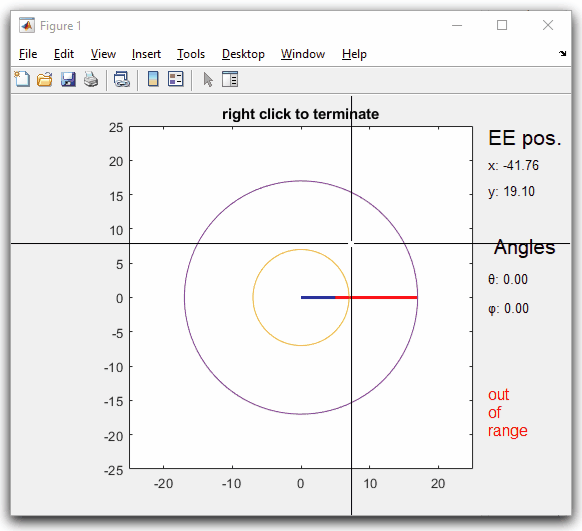 Figure 1
File Edit View Insert Tools Desktop Window Help
right click to terminate
25
20
15
10
5
0
-5
-10
-15
-20
-25
-20 -10 0 10 20
EE pos.
x: -41.76
y: 19.10
Angles
θ: 0.00
φ: 0.00
out
of
range